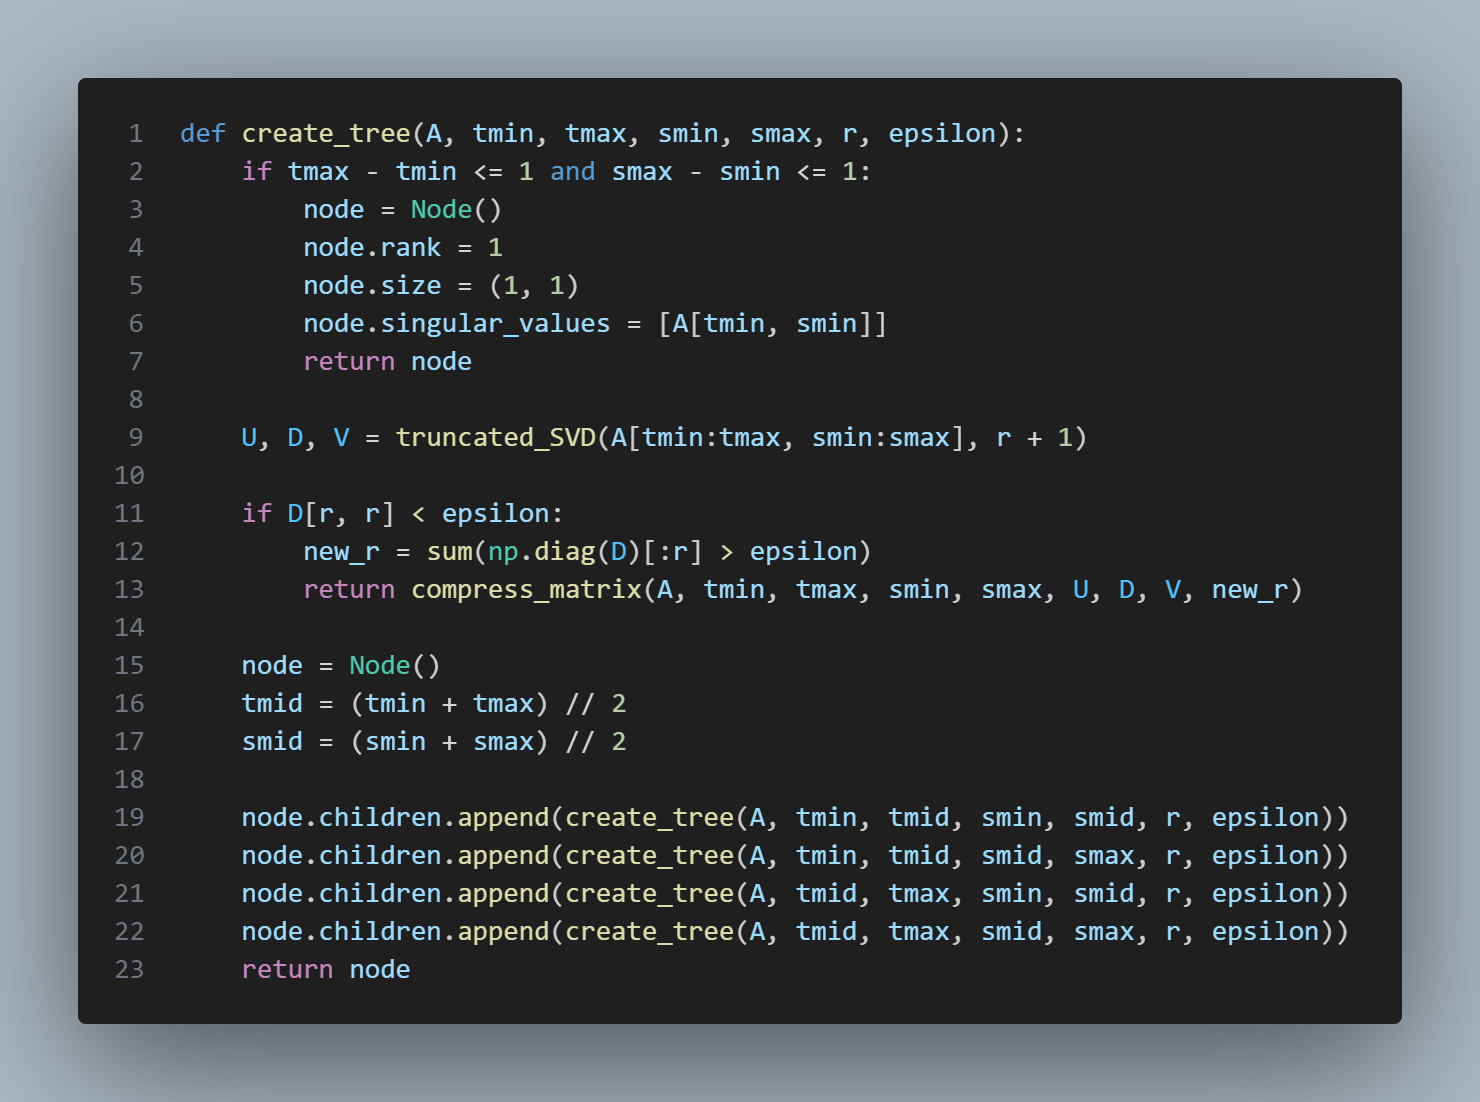 1 def create_tree(A, tmin, tmax, smin, smax, r, epsilon):
2     if tmax - tmin <= 1 and smax - smin <= 1:
3         node = Node()
4         node.rank = 1
5         node.size = (1, 1)
6         node.singular_values = [A[tmin, smin]]
7         return node
8
9     U, D, V = truncated_SVD(A[tmin:tmax, smin:smax], r + 1)
10
11     if D[r, r] < epsilon:
12         new_r = sum(np.diag(D)[:r] > epsilon)
13         return compress_matrix(A, tmin, tmax, smin, smax, U, D, V, new_r)
14
15     node = Node()
16     tmid = (tmin + tmax) // 2
17     smid = (smin + smax) // 2
18
19     node.children.append(create_tree(A, tmin, tmid, smin, smid, r, epsilon))
20     node.children.append(create_tree(A, tmin, tmid, smid, smax, r, epsilon))
21     node.children.append(create_tree(A, tmid, tmax, smin, smid, r, epsilon))
22     node.children.append(create_tree(A, tmid, tmax, smid, smax, r, epsilon))
23     return node